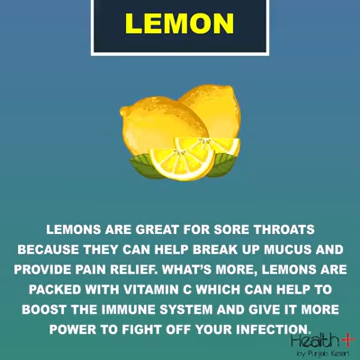 LEMON
LEMONS ARE GREAT FOR SORE THROATS
BECAUSE THEY CAN HELP BREAK UP MUCUS AND
PROVIDE PAIN RELIEF. WHAT'S MORE, LEMONS ARE
PACKED WITH VITAMIN C WHICH CAN HELP TO
BOOST THE IMMUNE SYSTEM AND GIVE IT MORE
POWER TO FIGHT OFF YOUR INFECTION.
Health+
by Punjab Kesari